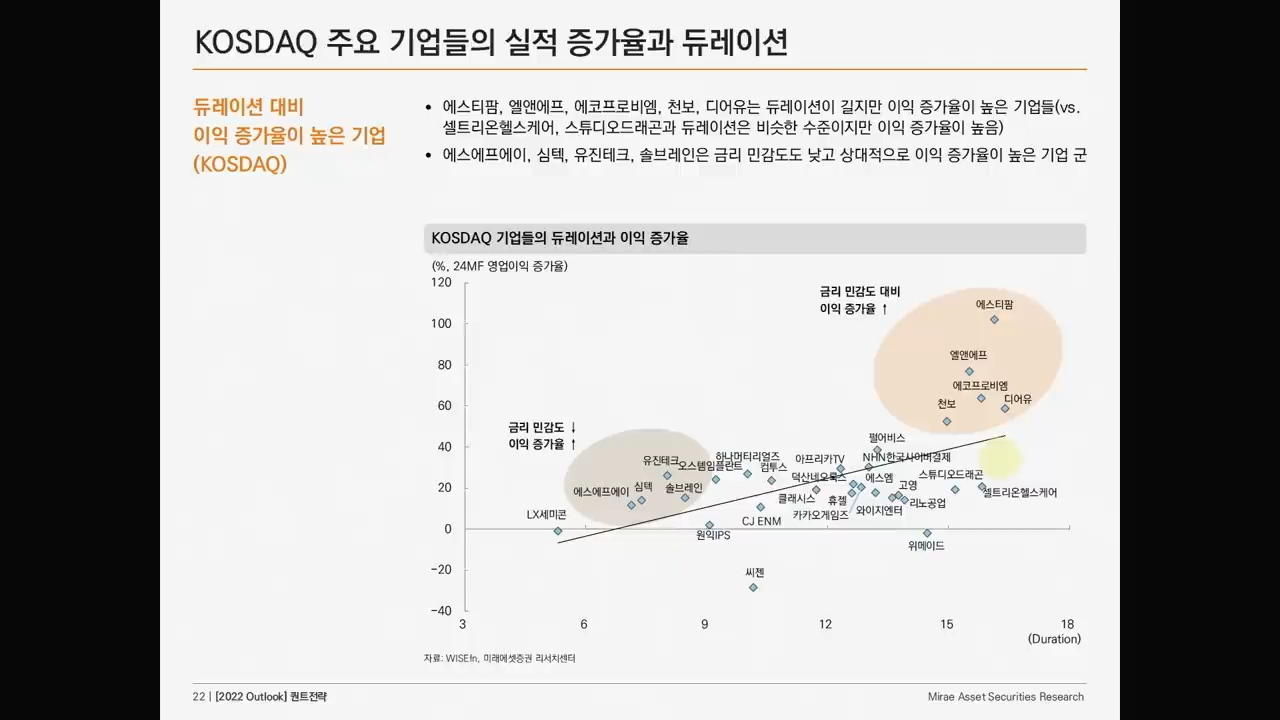 KOSDAQ 주요 기업들의 실적 증가율과 듀레이션
듀레이션 대비
이익 증가율이 높은 기업
(KOSDAQ)
• 에스티팜, 엘앤에프, 에코프로비엠, 천보, 디어유는 듀레이션이 길지만 이익 증가율이 높은 기업들(vs.
셀트리온헬스케어, 스튜디오드래곤과 듀레이션은 비슷한 수준이지만 이익 증가율이 높음)
• 에스에프에이, 심텍, 유진테크, 솔브레인은 금리 민감도도 낮고 상대적으로 이익 증가율이 높은 기업 군
KOSDAQ 기업들의 듀레이션과 이익 증가율
(%, 24MF 영업이익 증가율)
120
100
80
60
40
20
0
-20
-40
금리 민감도 대비
이익 증가율 ↑
에스티팜
엘앤에프
에코프로비엠
디어유
천보
금리 민감도 ↓
이익 증가율 ↑
펄어비스
하나머티리얼즈
아프리카TV
NHN한국사이버결제
유진테크
오스템임플란트
컴투스
덕산네오룩스
에스엠
스튜디오드래곤
에스에프에이
심텍
솔브레인
클래시스
휴젤
고영
셀트리온헬스케어
리노공업
LX세미콘
CJ ENM
카카오게임즈
와이지엔터
원익IPS
위메이드
씨젠
3 6 9 12 15 18
(Duration)
자료: WISEfn, 미래에셋증권 리서치센터
22 | [2022 Outlook] 퀀트전략
Mirae Asset Securities Research